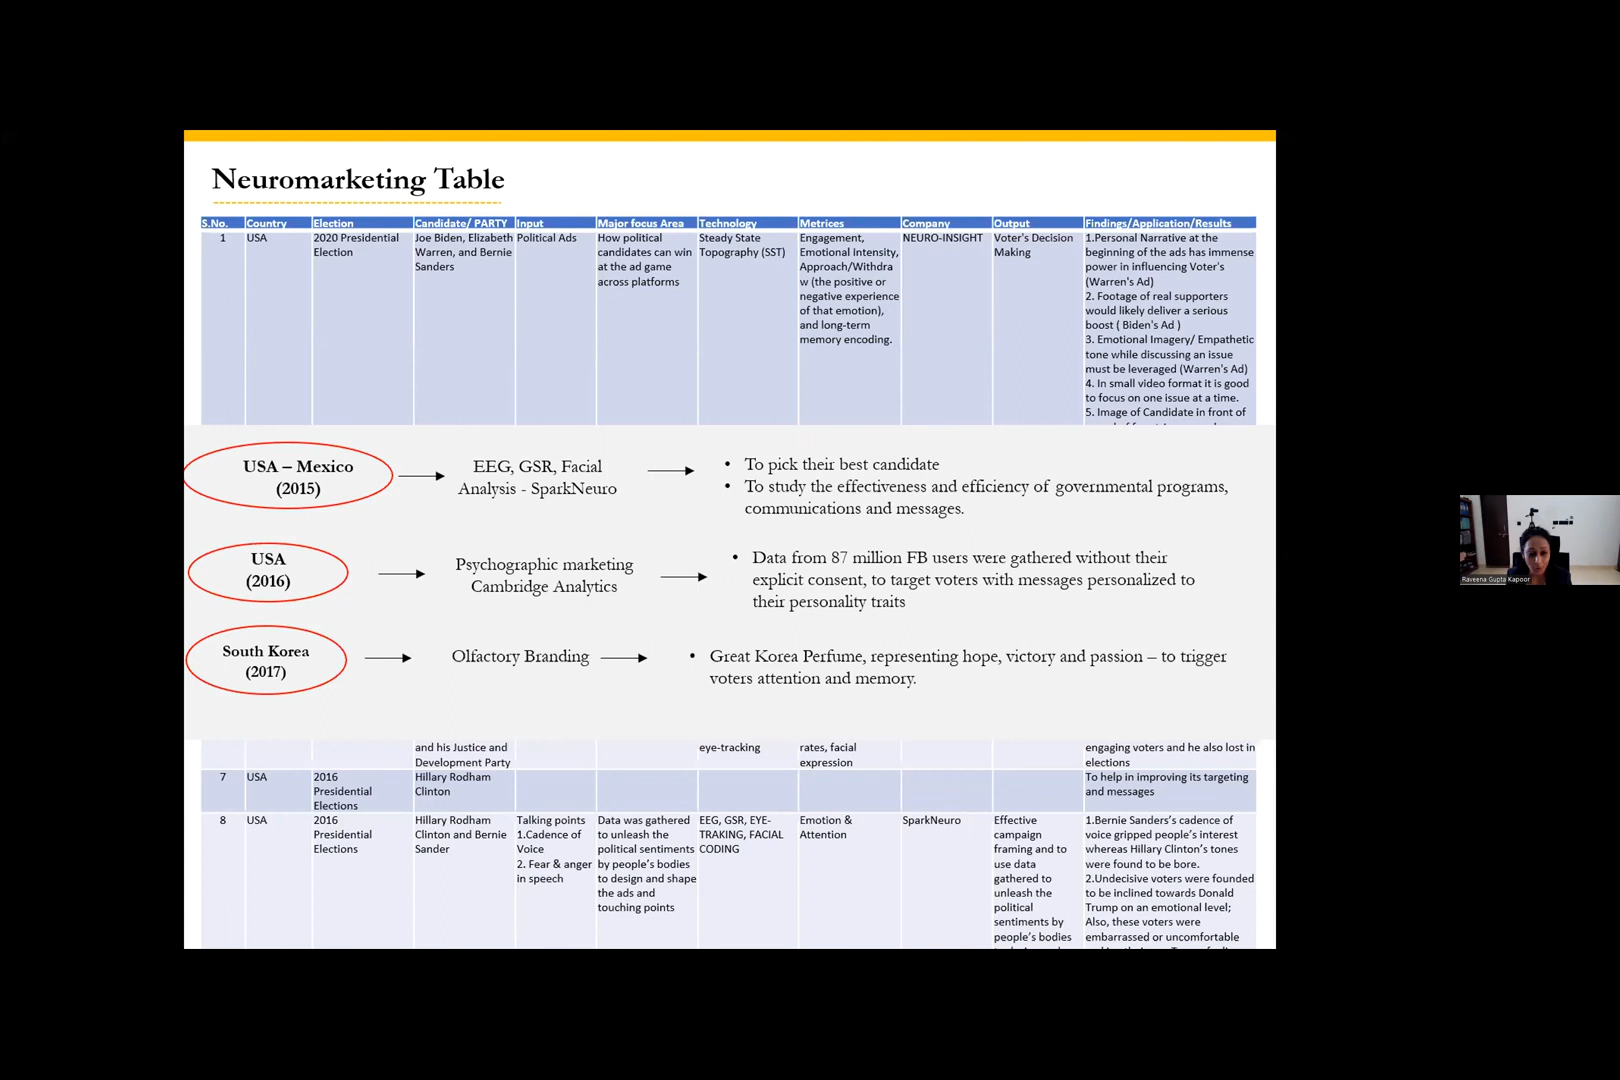 Neuromarketing Table
S.No. Country Election Candidate/ PARTY Input Major focus Area Technology Metrices Company Output Findings/Application/Results
1 USA 2020 Presidential Election Joe Biden, Elizabeth Warren, and Bernie Sanders Political Ads How political candidates can win at the ad game across platforms Steady State Topography (SST) Engagement, Emotional Intensity, Approach/Withdra w (the positive or negative experience of that emotion), and long-term memory encoding. NEURO-INSIGHT Voter's Decision Making 1.Personal Narrative at the beginning of the ads has immense power in influencing Voter's (Warren's Ad)
2. Footage of real supporters would likely deliver a serious boost ( Biden's Ad )
3. Emotional Imagery/ Empathetic tone while discussing an issue must be leveraged (Warren's Ad)
4. In small video format it is good to focus on one issue at a time.
5. Image of Candidate in front of
USA – Mexico
(2015)
EEG, GSR, Facial
Analysis - SparkNeuro
• To pick their best candidate
• To study the effectiveness and efficiency of governmental programs,
communications and messages.
USA
(2016)
Psychographic marketing
Cambridge Analytics
• Data from 87 million FB users were gathered without their
explicit consent, to target voters with messages personalized to
their personality traits
South Korea
(2017)
Olfactory Branding
• Great Korea Perfume, representing hope, victory and passion – to trigger
voters attention and memory.
and his Justice and Development Party eye-tracking rates, facial expression engaging voters and he also lost in elections
7 USA 2016 Presidential Elections Hillary Rodham Clinton To help in improving its targeting and messages
8 USA 2016 Presidential Elections Hillary Rodham Clinton and Bernie Sander Talking points 1.Cadence of Voice 2. Fear & anger in speech Data was gathered to unleash the political sentiments by people's bodies to design and shape the ads and touching points EEG, GSR, EYE-TRAKING, FACIAL CODING Emotion & Attention SparkNeuro Effective campaign framing and to use data gathered to unleash the political sentiments by people's bodies 1.Bernie Sanders's cadence of voice gripped people's interest whereas Hillary Clinton's tones were found to be bore.
2.Undecisive voters were founded to be inclined towards Donald Trump on an emotional level; Also, these voters were embarrassed or uncomfortable
Raveena Gupta Kapoor